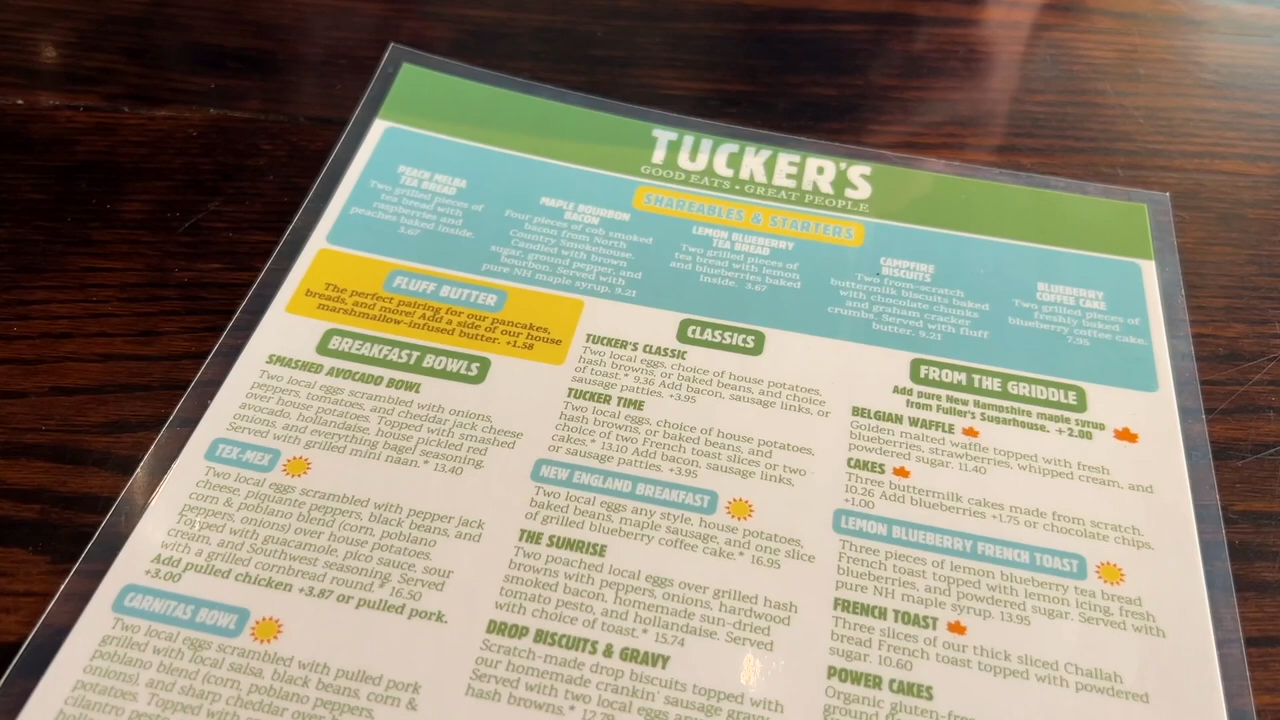 TUCKER'S
GOOD EATS • GREAT PEOPLE
SHAREABLES & STARTERS
PEACH MELBA
TEA BREAD
Two grilled pieces of
tea bread with
raspberries and
peaches baked inside.
3.67
MAPLE BOURBON
BACON
Four pieces of cob smoked
bacon from North
Country Smokehouse.
Candied with brown
sugar, ground pepper, and
bourbon. Served with
pure NH maple syrup. 9.21
LEMON BLUEBERRY
TEA BREAD
Two grilled pieces of
tea bread with lemon
and blueberries baked
inside. 3.67
CAMPFIRE
BISCUITS
Two from-scratch
buttermilk biscuits baked
with chocolate chunks
and graham cracker
crumbs. Served with fluff
butter. 9.21
BLUEBERRY
COFFEE CAKE
Two grilled pieces of
freshly baked
blueberry coffee cake.
7.95
FLUFF BUTTER
The perfect pairing for our pancakes,
breads, and more! Add a side of our house
marshmallow-infused butter. +1.58
BREAKFAST BOWLS
SMASHED AVOCADO BOWL
Two local eggs scrambled with onions,
peppers, tomatoes, and cheddar jack cheese
over house potatoes. Topped with smashed
avocado, hollandaise, house pickled red
onions, and everything bagel seasoning.
Served with grilled mini naan.* 13.40
TEX-MEX
Two local eggs scrambled with pepper jack
cheese, piquante peppers, black beans, and
corn & poblano blend (corn, poblano
peppers, onions) over house potatoes.
Topped with guacamole, pico sauce, sour
cream, and Southwest seasoning. Served
with a grilled cornbread round.* 16.50
Add pulled chicken +3.87 or pulled pork.
+3.00
CARNITAS BOWL
Two local eggs scrambled with pulled pork
grilled with local salsa, black beans, corn &
poblano blend (corn, poblano peppers,
onions), and sharp cheddar over
potatoes. Topped with
cilantro
CLASSICS
TUCKER'S CLASSIC
Two local eggs, choice of house potatoes,
hash browns, or baked beans, and choice
of toast.* 9.36 Add bacon, sausage links, or
sausage patties. +3.95
TUCKER TIME
Two local eggs, choice of house potatoes,
hash browns, or baked beans, and
choice of two French toast slices or two
cakes.* 13.10 Add bacon, sausage links,
or sausage patties. +3.95
NEW ENGLAND BREAKFAST
Two local eggs any style, house potatoes,
baked beans, maple sausage, and one slice
of grilled blueberry coffee cake.* 16.95
THE SUNRISE
Two poached local eggs over grilled hash
browns with peppers, onions, hardwood
smoked bacon, homemade sun-dried
tomato pesto, and hollandaise. Served
with choice of toast.* 15.74
DROP BISCUITS & GRAVY
Scratch-made drop biscuits topped with
our homemade crankin' sausage gravy.
Served with two local eggs any
hash browns.* 12.79
FROM THE GRIDDLE
Add pure New Hampshire maple syrup
from Fuller's Sugarhouse. +2.00
BELGIAN WAFFLE
Golden malted waffle topped with fresh
blueberries, strawberries, whipped cream, and
powdered sugar. 11.40
CAKES
Three buttermilk cakes made from scratch.
10.26 Add blueberries +1.75 or chocolate chips.
+1.00
LEMON BLUEBERRY FRENCH TOAST
Three pieces of lemon blueberry tea bread
French toast topped with lemon icing, fresh
blueberries, and powdered sugar. Served with
pure NH maple syrup. 13.95
FRENCH TOAST
Three slices of our thick sliced Challah
bread French toast topped with powdered
sugar. 10.60
POWER CAKES
Organic gluten-free